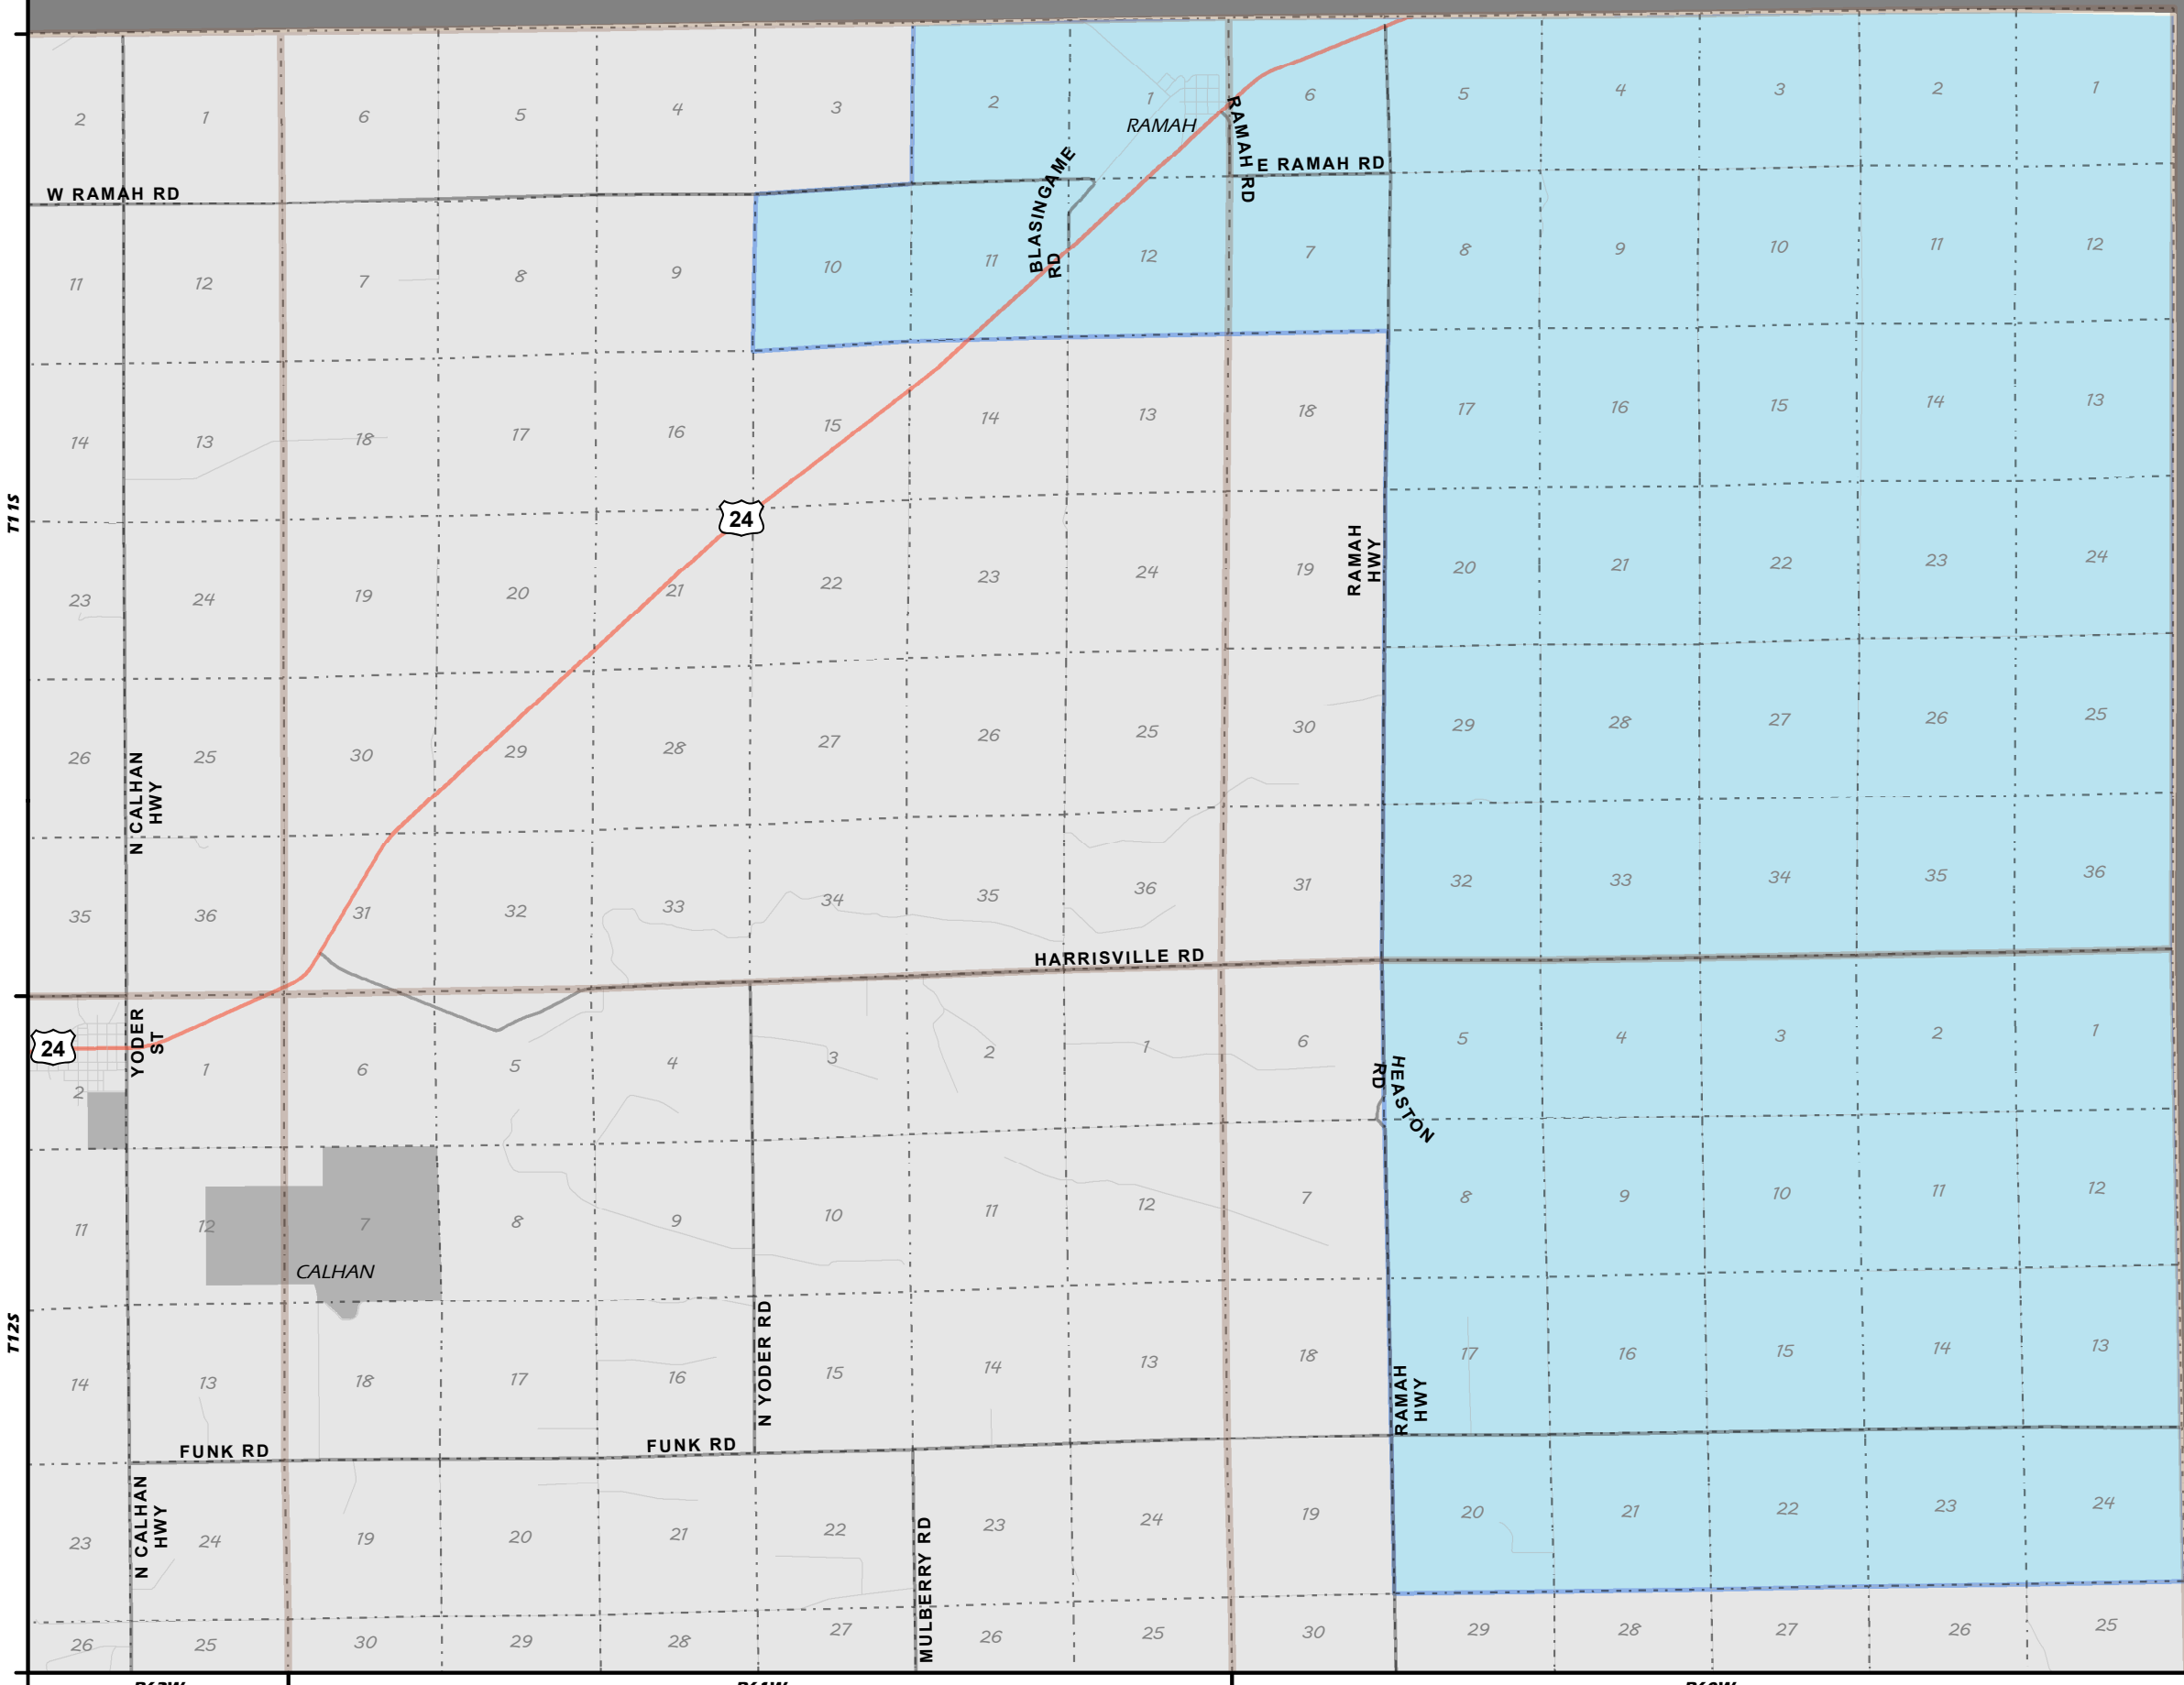 2 1 6 5 4 3 2 1 6 5 4 3 2 1
RAMAH
RAMAH RD
E RAMAH RD
W RAMAH RD
BLASINGAME
RD
11 12 7 8 9 10 11 12 7 8 9 10 11 12
14 13 18 17 16 15 14 13 18 17 16 15 14 13
T11S
24
RAMAH
HWY
23 24 19 20 21 22 23 24 19 20 21 22 23 24
26 25 30 29 28 27 26 25 30 29 28 27 26 25
N CALHAN
HWY
35 36 31 32 33 34 35 36 31 32 33 34 35 36
HARRISVILLE RD
24
YODER
ST
2 1 6 5 4 3 2 1 6 5 4 3 2 1
HEASTON
RD
11 12 7 8 9 10 11 12 7 8 9 10 11 12
CALHAN
T12S
N YODER RD
14 13 18 17 16 15 14 13 18 17 16 15 14 13
RAMAH
HWY
FUNK RD
FUNK RD
N CALHAN
HWY
23 24 19 20 21 22 23 24 19 20 21 22 23 24
MULBERRY RD
26 25 30 29 28 27 26 25 30 29 28 27 26 25